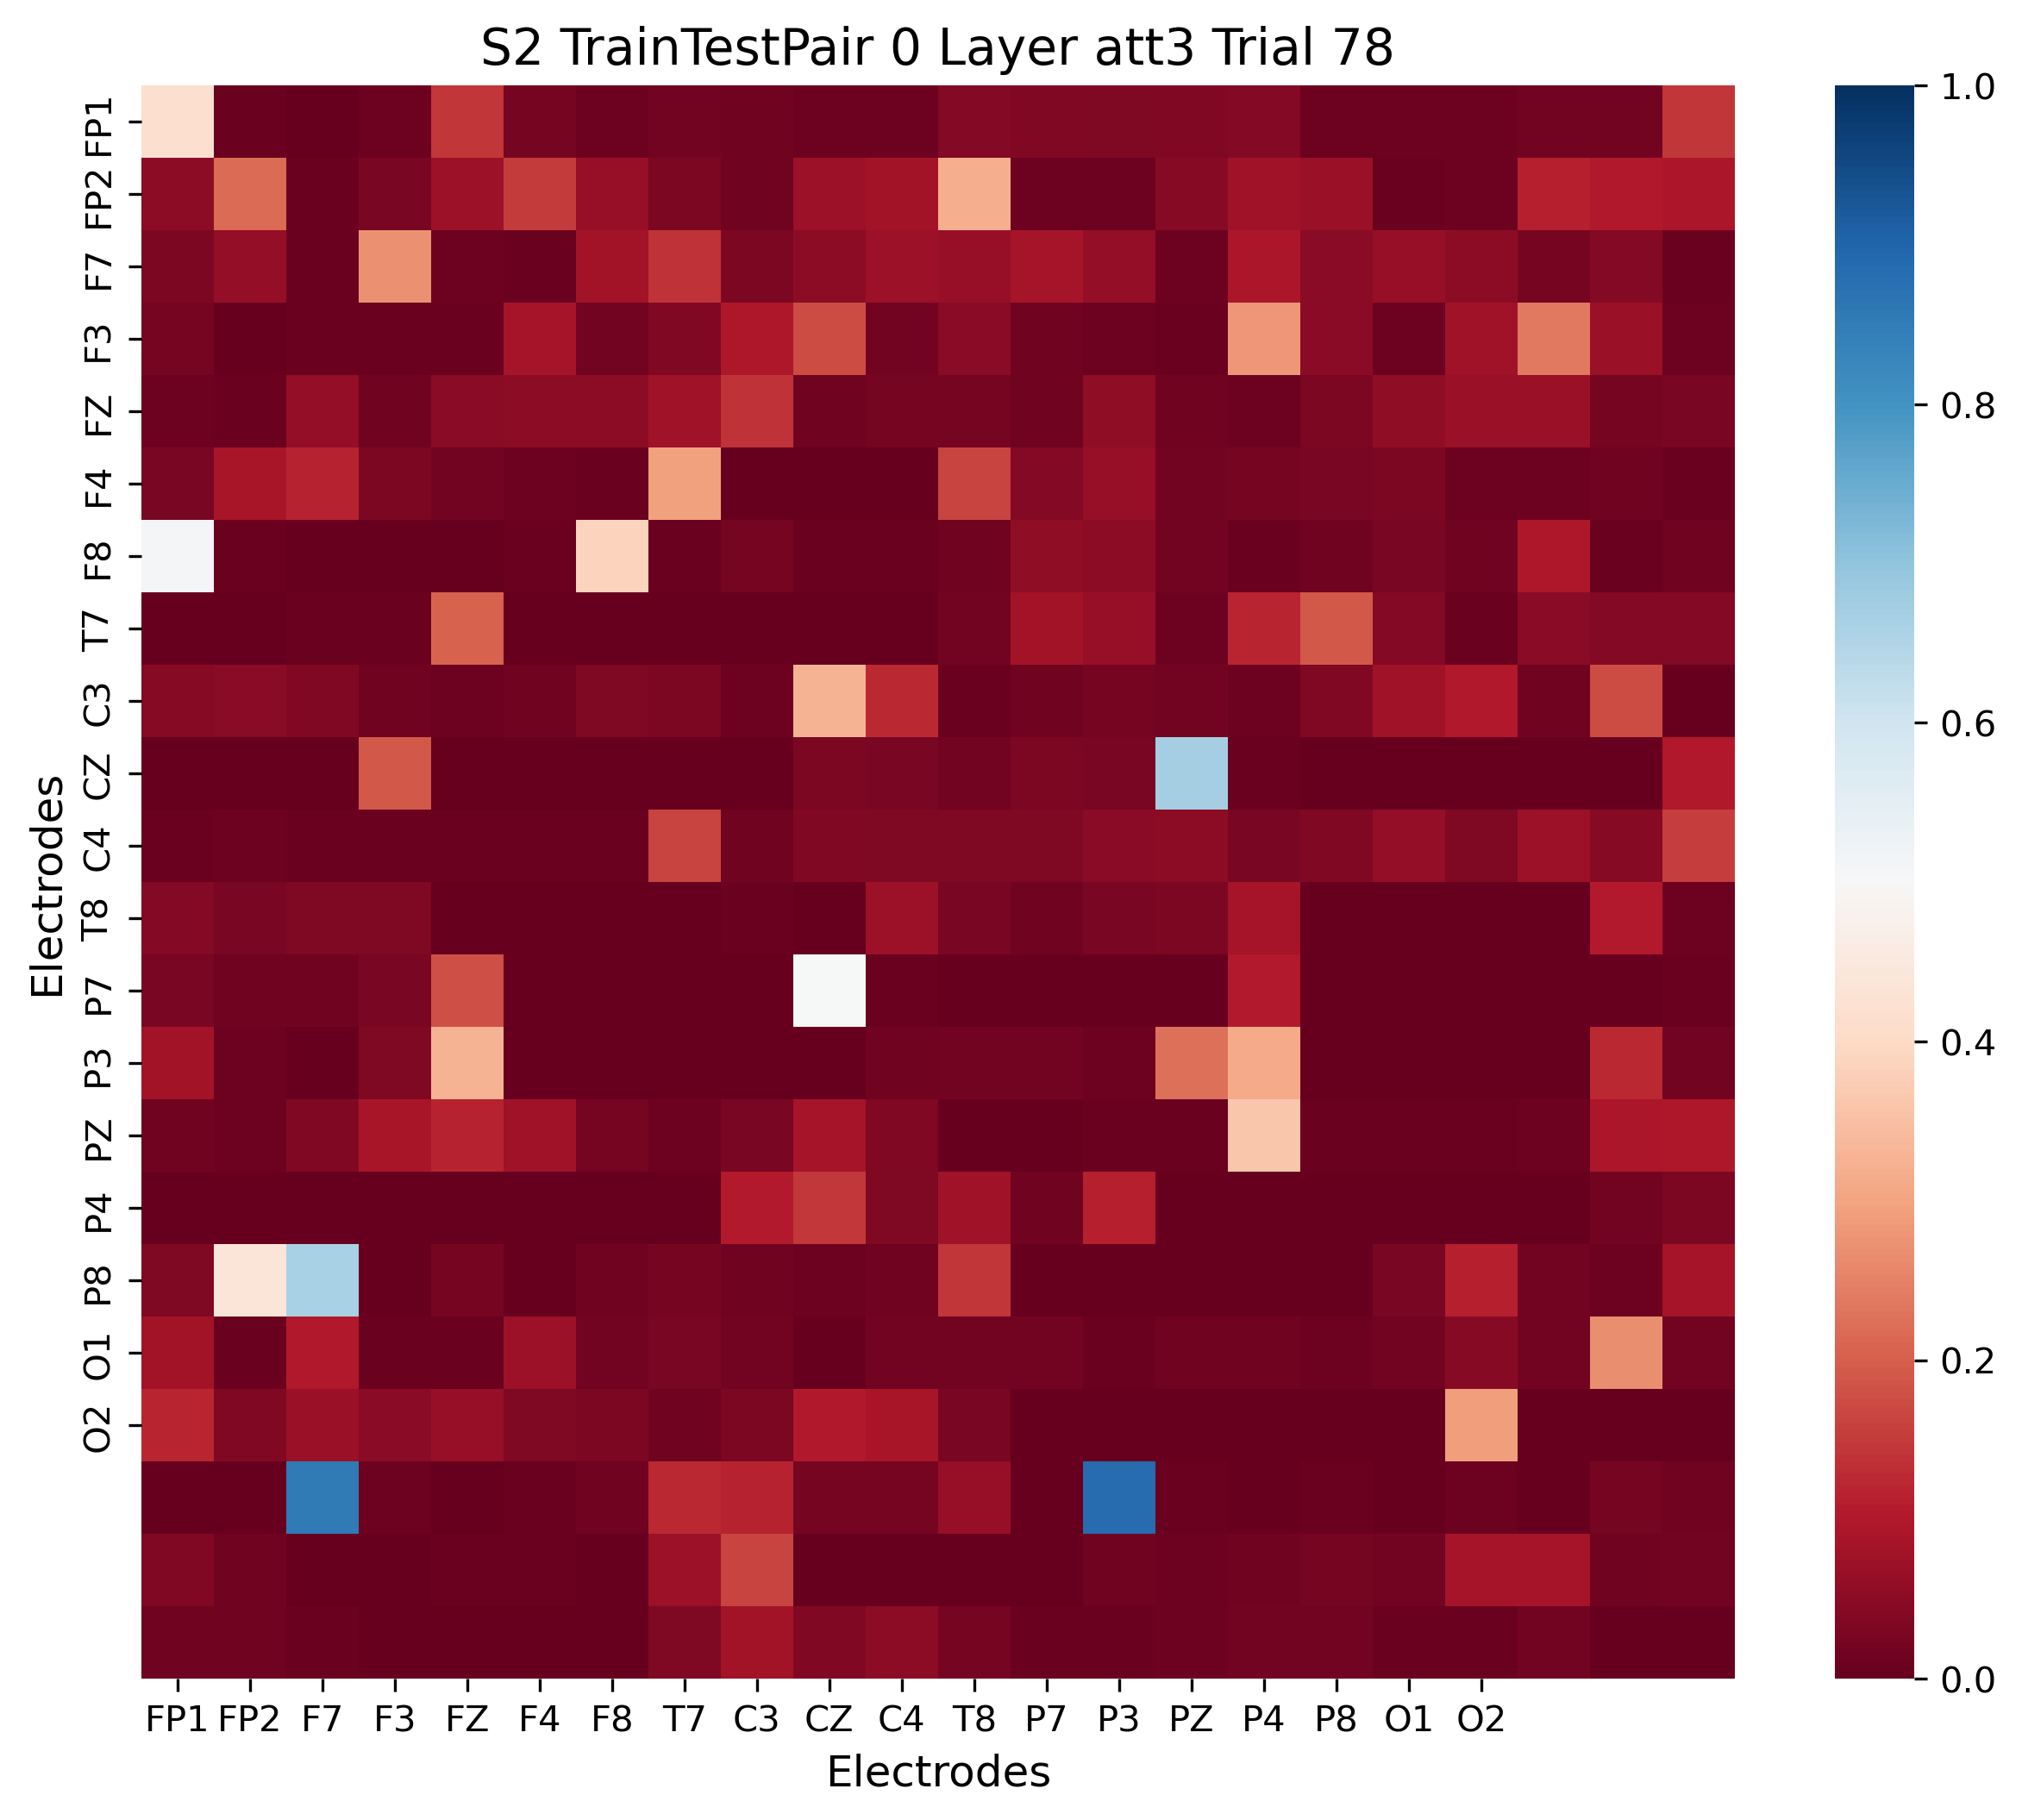 S2 TrainTestPair 0 Layer att3 Trial 78
Electrodes
FP1
FP2
F7
F3
FZ
F4
F8
T7
C3
CZ
C4
T8
P7
P3
PZ
P4
P8
O1
O2
FP1 FP2 F7 F3 FZ F4 F8 T7 C3 CZ C4 T8 P7 P3 PZ P4 P8 O1 O2
Electrodes
1.0
0.8
0.6
0.4
0.2
0.0